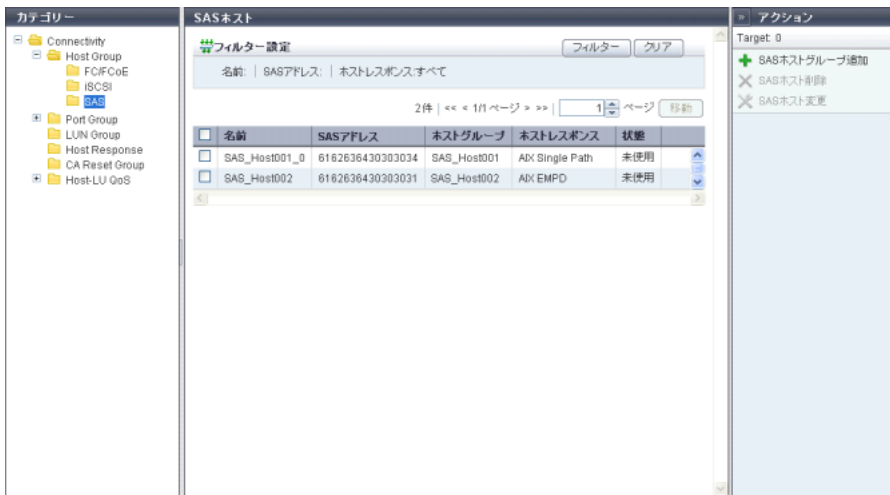 カテゴリー
Connectivity
Host Group
FC/FCoE
iSCSI
SAS
Port Group
LUN Group
Host Response
CA Reset Group
Host-LU QoS
SASホスト
フィルター設定
フィルター クリア
名前: | SASアドレス: | ホストレスポンス:すべて
2件 | << < 1/1 ページ > >> | 1 ページ 移動
名前 SASアドレス ホストグループ ホストレスポンス 状態
SAS_Host001_0 6162636430303034 SAS_Host001 AIX Single Path 未使用
SAS_Host002 6162636430303031 SAS_Host002 AIX EMPD 未使用
» アクション
Target: 0
SASホストグループ追加
SASホスト削除
SASホスト変更